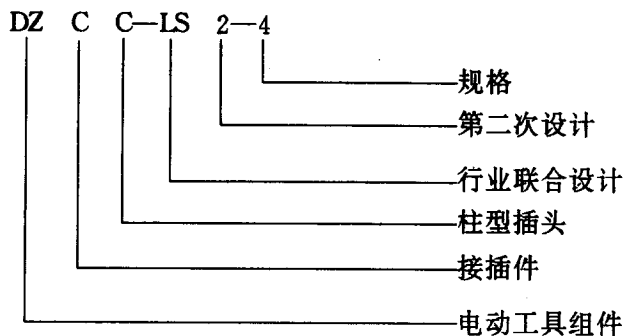 DZ C C—LS 2—4
规格
第二次设计
行业联合设计
柱型插头
接插件
电动工具组件